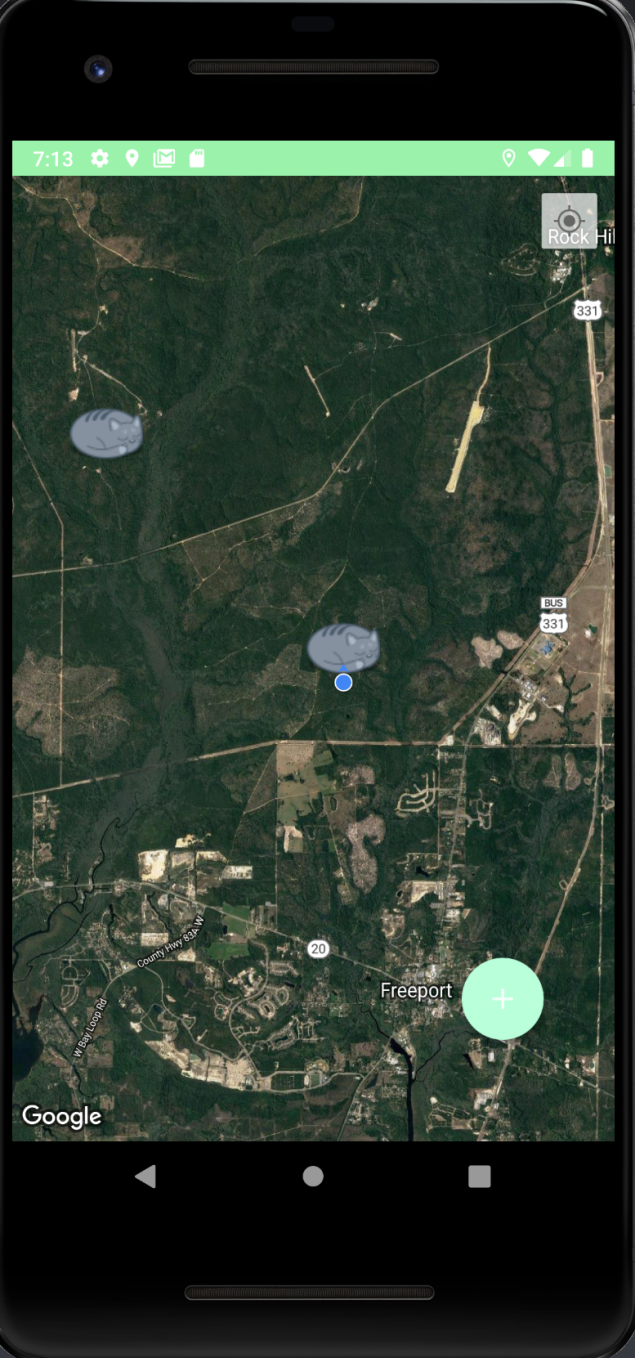 7:13
Rock Hil
331
BUS
331
20
County Hwy 83A W
Freeport
W Bay Loop Rd
Google